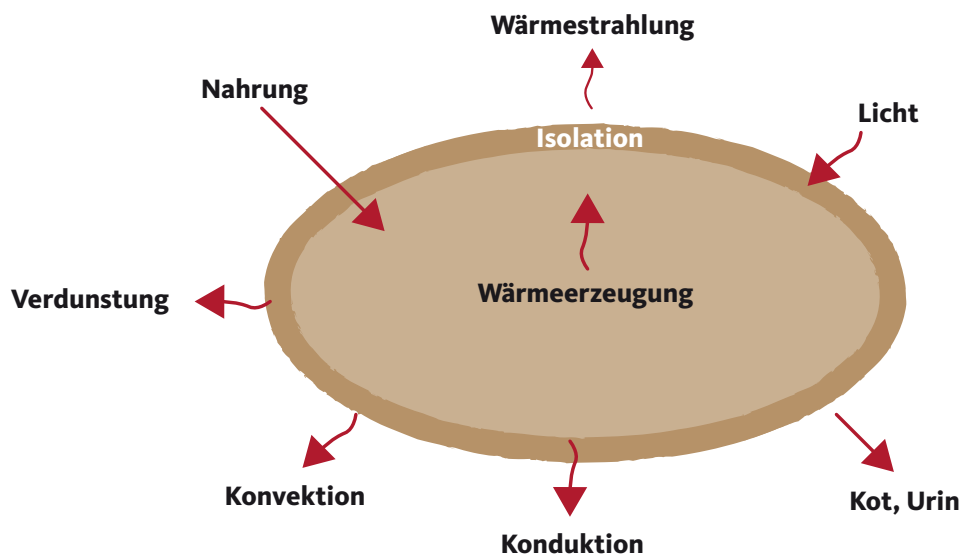 Wärmestrahlung
Nahrung
Licht
Isolation
Wärmeerzeugung
Verdunstung
Konvektion
Kot, Urin
Konduktion